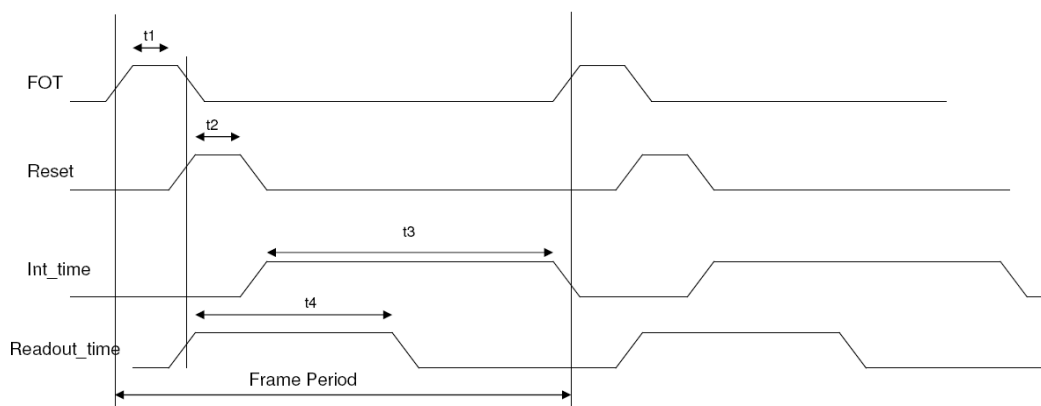 t1
FOT
t2
Reset
t3
Int_time
t4
Readout_time
Frame Period